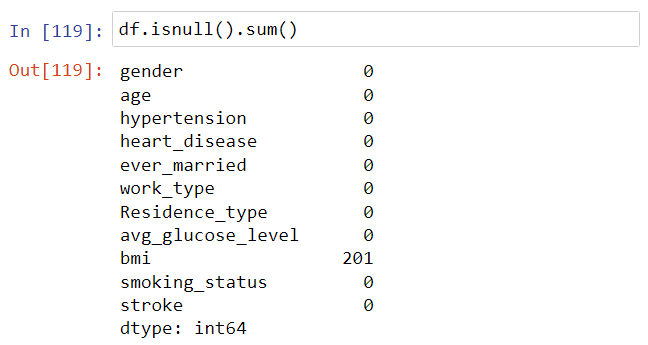 In [119]: df.isnull().sum()
Out[119]: gender 0
age 0
hypertension 0
heart_disease 0
ever_married 0
work_type 0
Residence_type 0
avg_glucose_level 0
bmi 201
smoking_status 0
stroke 0
dtype: int64